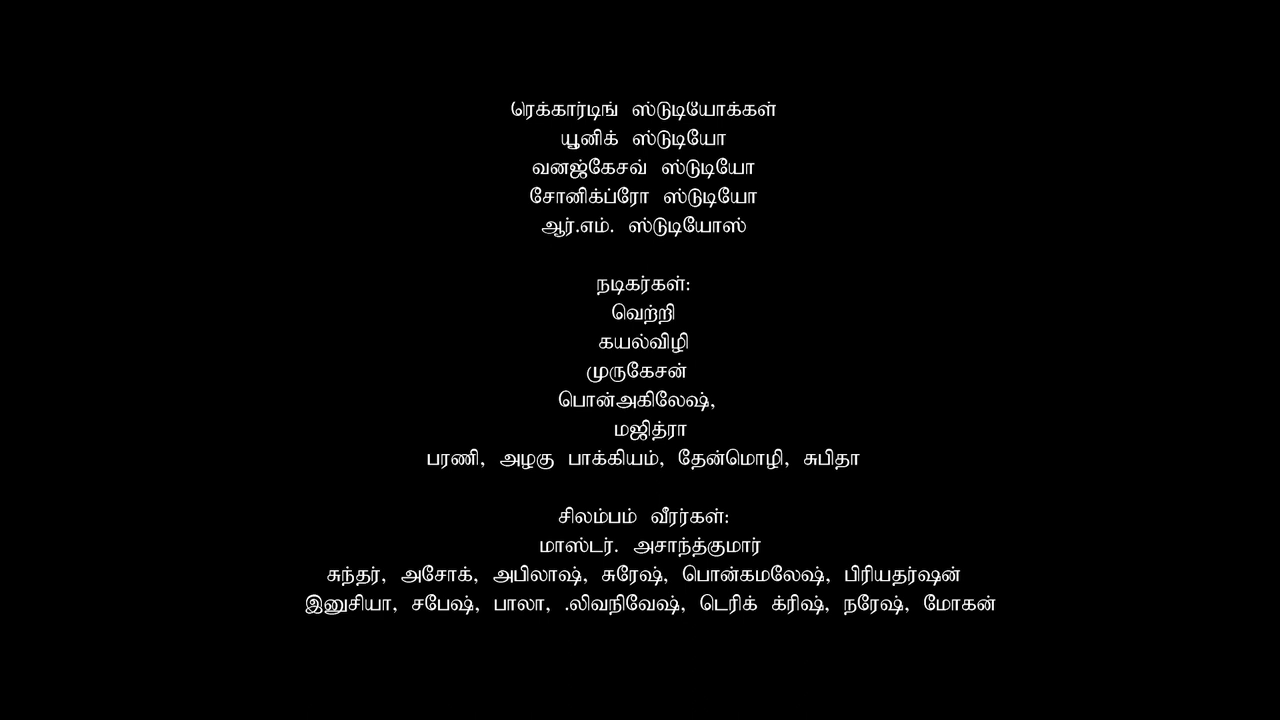 ரெக்கார்டிங் ஸ்டுடியோக்கள்
யூனிக் ஸ்டுடியோ
வனஜ்கேசவ் ஸ்டுடியோ
சோனிக்ப்ரோ ஸ்டுடியோ
ஆர்.எம். ஸ்டுடியோஸ்
நடிகர்கள்:
வெற்றி
கயல்விழி
முருகேசன்
பொன்அகிலேஷ்,
மஜித்ரா
பரணி, அழகு பாக்கியம், தேன்மொழி, சுபிதா
சிலம்பம் வீரர்கள்:
மாஸ்டர். அசாந்த்குமார்
சுந்தர், அசோக், அபிலாஷ், சுரேஷ், பொன்கமலேஷ், பிரியதர்ஷன்
இனுசியா, சபேஷ், பாலா, .லிவநிவேஷ், டெரிக் க்ரிஷ், நரேஷ், மோகன்